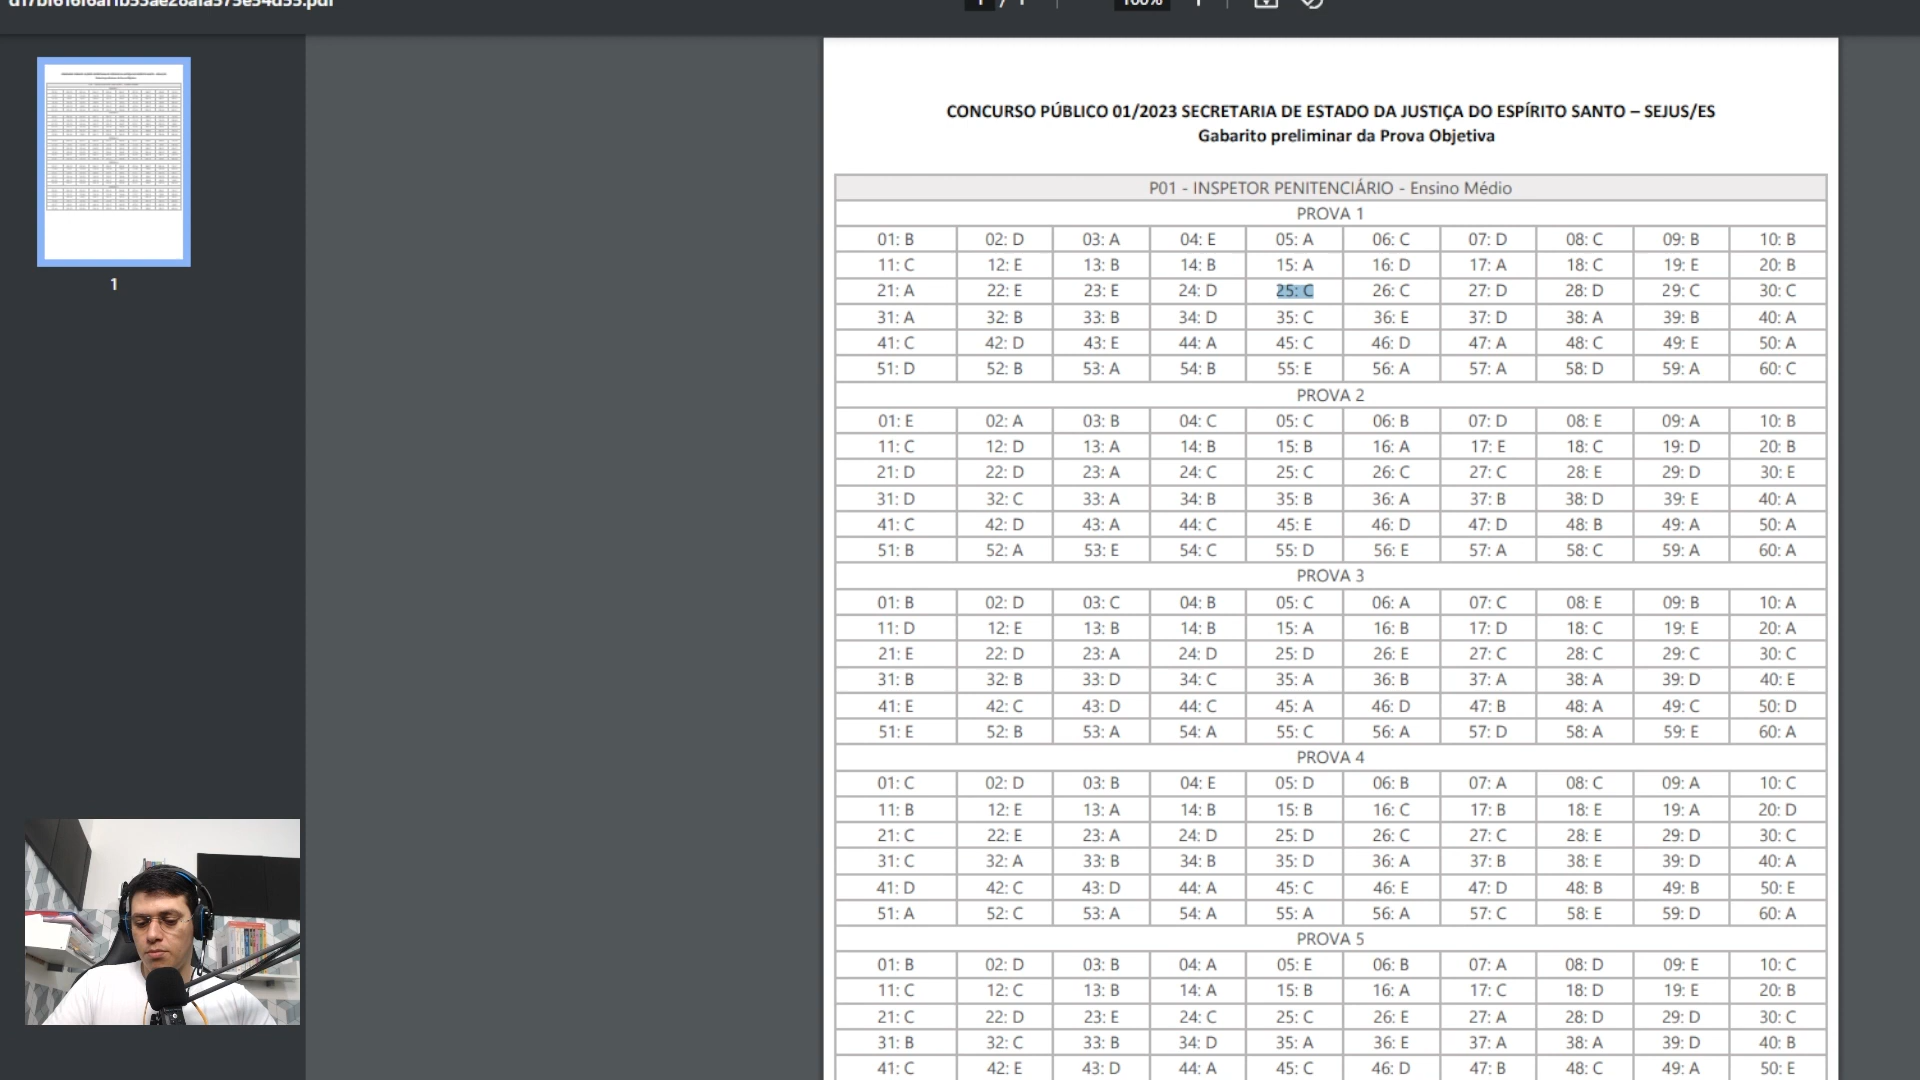 1 / 1
100%
1
CONCURSO PÚBLICO 01/2023 SECRETARIA DE ESTADO DA JUSTIÇA DO ESPÍRITO SANTO – SEJUS/ES
Gabarito preliminar da Prova Objetiva
P01 - INSPETOR PENITENCIÁRIO - Ensino Médio
PROVA 1
01: B 02: D 03: A 04: E 05: A 06: C 07: D 08: C 09: B 10: B
11: C 12: E 13: B 14: B 15: A 16: D 17: A 18: C 19: E 20: B
21: A 22: E 23: E 24: D 25: C 26: C 27: D 28: D 29: C 30: C
31: A 32: B 33: B 34: D 35: C 36: E 37: D 38: A 39: B 40: A
41: C 42: D 43: E 44: A 45: C 46: D 47: A 48: C 49: E 50: A
51: D 52: B 53: A 54: B 55: E 56: A 57: A 58: D 59: A 60: C
PROVA 2
01: E 02: A 03: B 04: C 05: C 06: B 07: D 08: E 09: A 10: B
11: C 12: D 13: A 14: B 15: B 16: A 17: E 18: C 19: D 20: B
21: D 22: D 23: A 24: C 25: C 26: C 27: C 28: E 29: D 30: E
31: D 32: C 33: A 34: B 35: B 36: A 37: B 38: D 39: E 40: A
41: C 42: D 43: A 44: C 45: E 46: D 47: D 48: B 49: A 50: A
51: B 52: A 53: E 54: C 55: D 56: E 57: A 58: C 59: A 60: A
PROVA 3
01: B 02: D 03: C 04: B 05: C 06: A 07: C 08: E 09: B 10: A
11: D 12: E 13: B 14: B 15: A 16: B 17: D 18: C 19: E 20: A
21: E 22: D 23: A 24: D 25: D 26: E 27: C 28: C 29: C 30: C
31: B 32: B 33: D 34: C 35: A 36: B 37: A 38: A 39: D 40: E
41: E 42: C 43: D 44: C 45: A 46: D 47: B 48: A 49: C 50: D
51: E 52: B 53: A 54: A 55: C 56: A 57: D 58: A 59: E 60: A
PROVA 4
01: C 02: D 03: B 04: E 05: D 06: B 07: A 08: C 09: A 10: C
11: B 12: E 13: A 14: B 15: B 16: C 17: B 18: E 19: A 20: D
21: C 22: E 23: A 24: D 25: D 26: C 27: C 28: E 29: D 30: C
31: C 32: A 33: B 34: B 35: D 36: A 37: B 38: E 39: D 40: A
41: D 42: C 43: D 44: A 45: C 46: E 47: D 48: B 49: B 50: E
51: A 52: C 53: A 54: A 55: A 56: A 57: C 58: E 59: D 60: A
PROVA 5
01: B 02: D 03: B 04: A 05: E 06: B 07: A 08: D 09: E 10: C
11: C 12: C 13: B 14: A 15: B 16: A 17: C 18: D 19: E 20: B
21: C 22: D 23: E 24: C 25: C 26: E 27: A 28: D 29: D 30: C
31: B 32: C 33: B 34: D 35: A 36: E 37: A 38: A 39: D 40: B
41: C 42: E 43: D 44: A 45: C 46: D 47: B 48: C 49: A 50: E